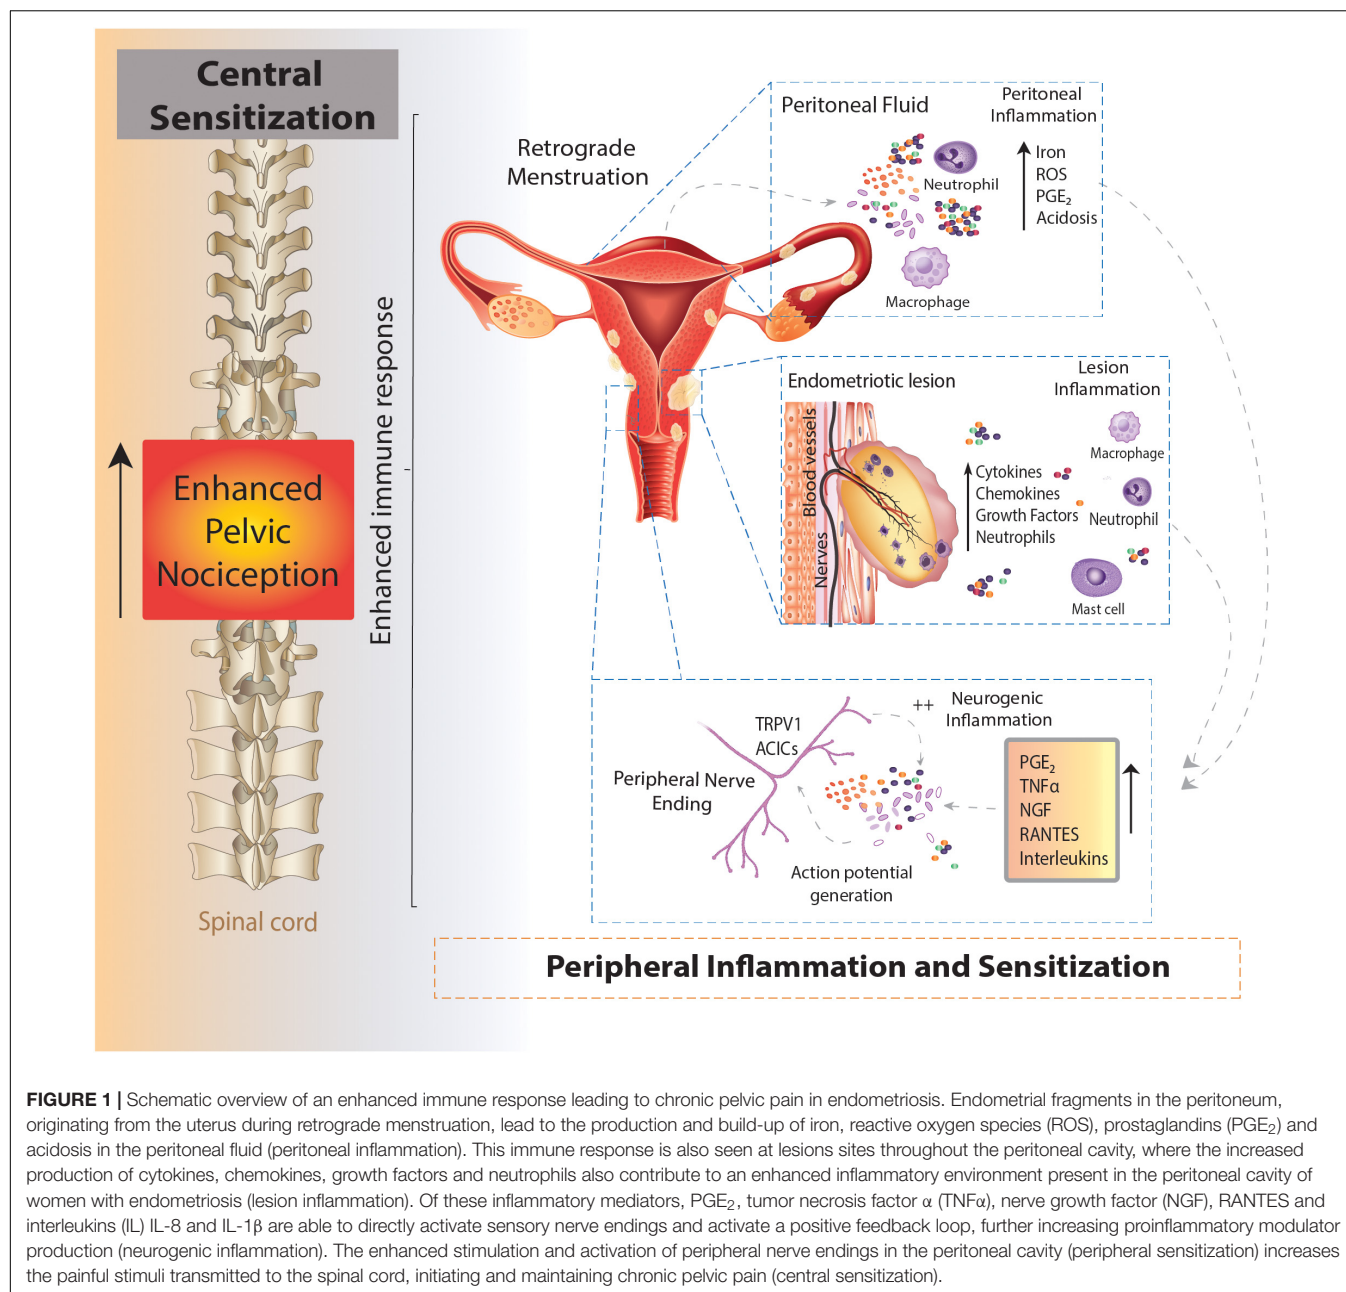 Central
Sensitization
Enhanced
Pelvic
Nociception
Spinal cord
Enhanced immune response
Retrograde
Menstruation
Peritoneal Fluid
Peritoneal
Inflammation
Neutrophil
Macrophage
Iron
ROS
PGE₂
Acidosis
Endometriotic lesion
Lesion
Inflammation
Blood vessels
Nerves
Cytokines
Chemokines
Growth Factors
Neutrophils
Macrophage
Neutrophil
Mast cell
TRPV1
ACICs
Peripheral Nerve
Ending
++
Neurogenic
Inflammation
Action potential
generation
PGE₂
TNFα
NGF
RANTES
Interleukins
Peripheral Inflammation and Sensitization
FIGURE 1 | Schematic overview of an enhanced immune response leading to chronic pelvic pain in endometriosis. Endometrial fragments in the peritoneum,
originating from the uterus during retrograde menstruation, lead to the production and build-up of iron, reactive oxygen species (ROS), prostaglandins (PGE₂) and
acidosis in the peritoneal fluid (peritoneal inflammation). This immune response is also seen at lesions sites throughout the peritoneal cavity, where the increased
production of cytokines, chemokines, growth factors and neutrophils also contribute to an enhanced inflammatory environment present in the peritoneal cavity of
women with endometriosis (lesion inflammation). Of these inflammatory mediators, PGE₂, tumor necrosis factor α (TNFα), nerve growth factor (NGF), RANTES and
interleukins (IL) IL-8 and IL-1β are able to directly activate sensory nerve endings and activate a positive feedback loop, further increasing proinflammatory modulator
production (neurogenic inflammation). The enhanced stimulation and activation of peripheral nerve endings in the peritoneal cavity (peripheral sensitization) increases
the painful stimuli transmitted to the spinal cord, initiating and maintaining chronic pelvic pain (central sensitization).